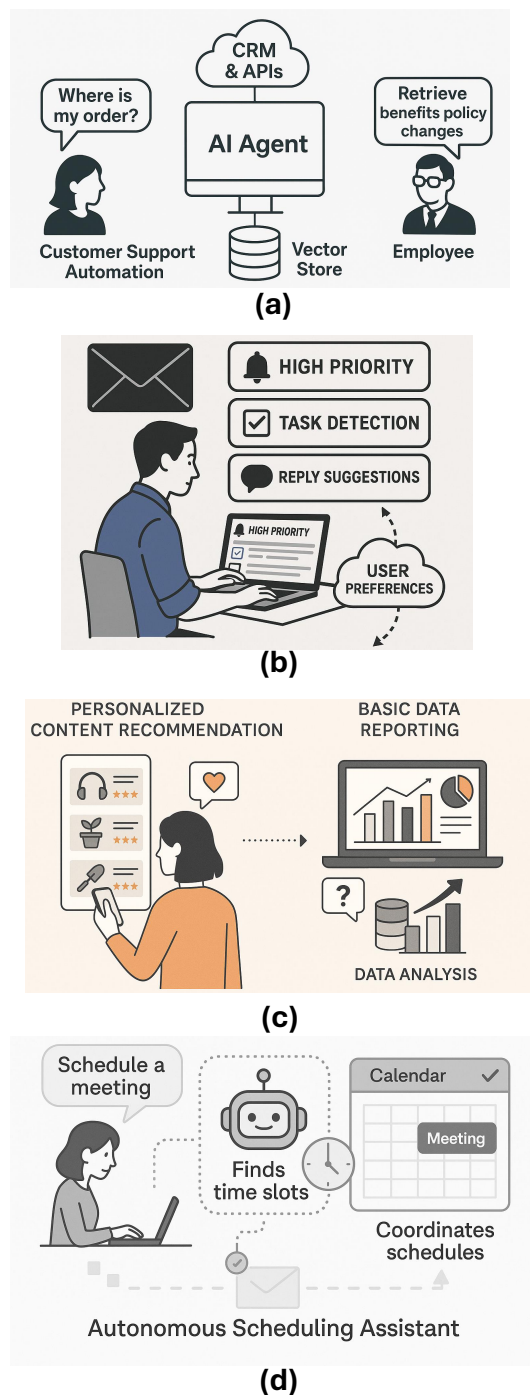 CRM
& APIs
Where is
my order?
AI Agent
Retrieve
benefits policy
changes
Customer Support
Automation
Vector
Store
Employee
(a)
HIGH PRIORITY
TASK DETECTION
REPLY SUGGESTIONS
HIGH PRIORITY
USER
PREFERENCES
(b)
PERSONALIZED
CONTENT RECOMMENDATION
BASIC DATA
REPORTING
?
DATA ANALYSIS
(c)
Schedule a
meeting
Finds
time slots
Calendar
Meeting
Coordinates
schedules
Autonomous Scheduling Assistant
(d)